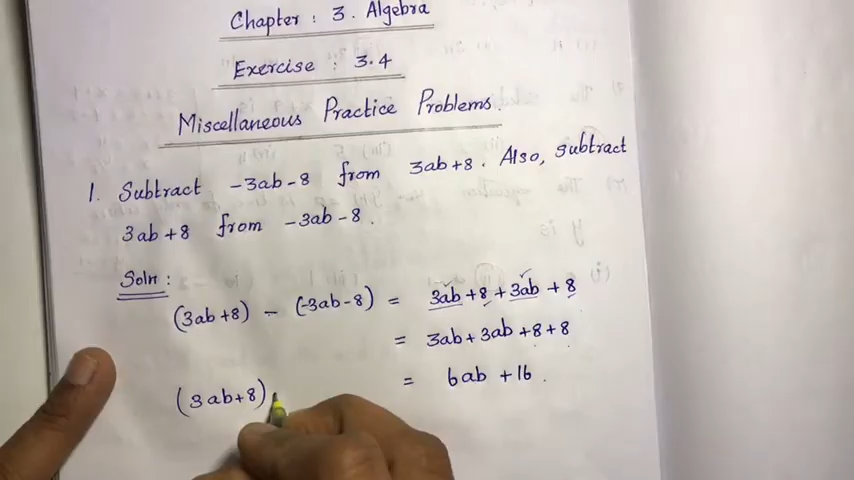 Chapter : 3. Algebra
Exercise : 3.4
Miscellaneous Practice Problems.
1. Subtract -3ab-8 from 3ab+8. Also, subtract
3ab+8 from -3ab-8.
Soln :
(3ab+8) - (-3ab-8) = 3ab+8+3ab+8
= 3ab+3ab+8+8
= 6ab+16.
(3ab+8)